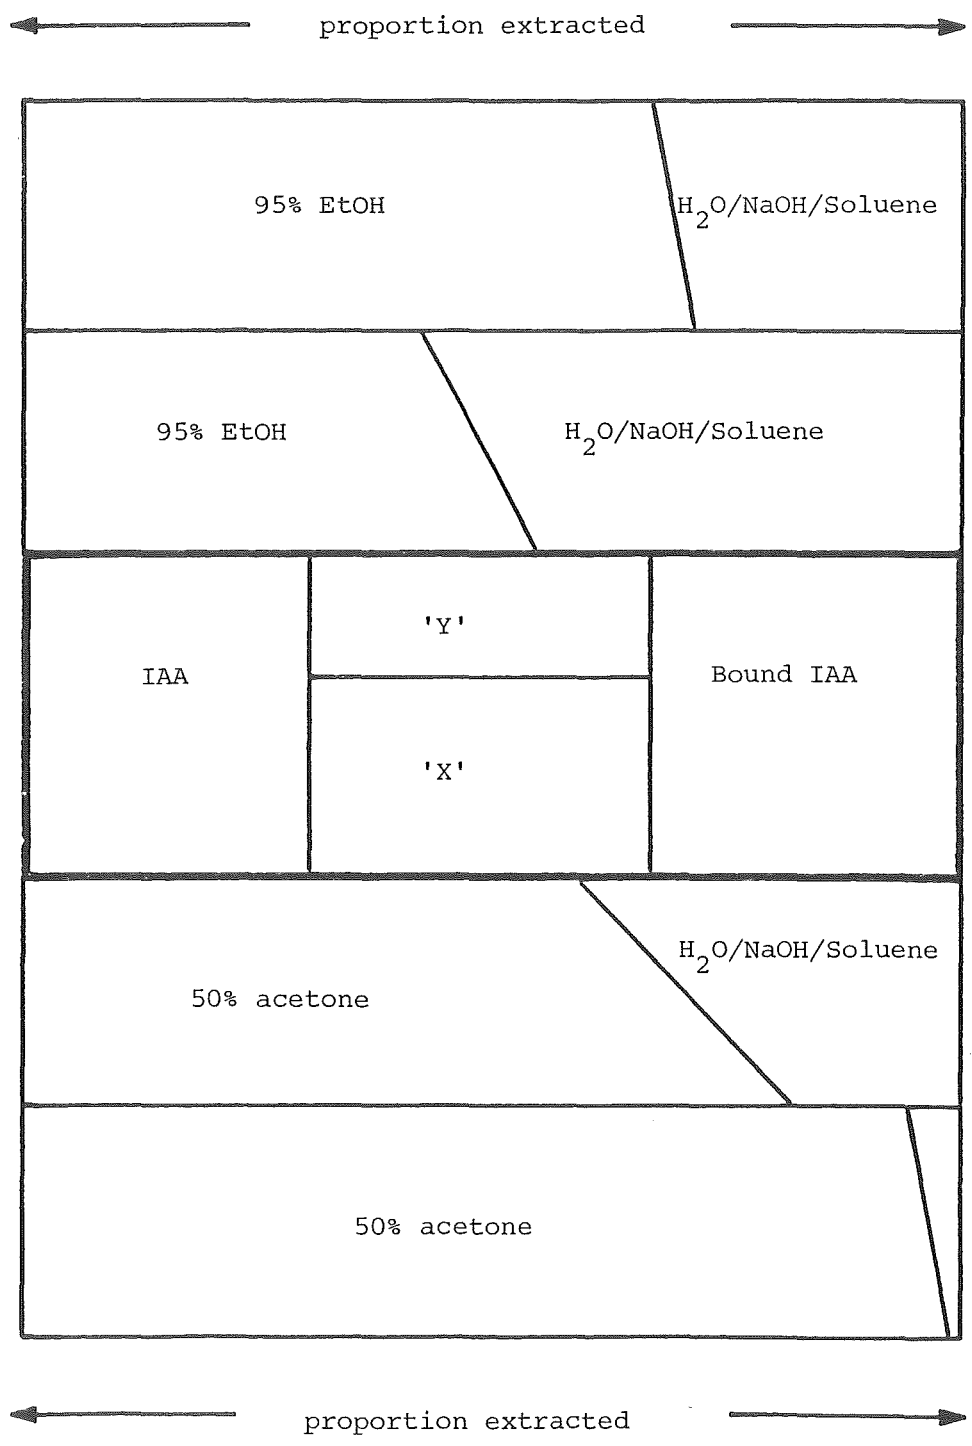 proportion extracted
95% EtOH
H₂O/NaOH/Soluene
95% EtOH
H₂O/NaOH/Soluene
'Y'
IAA
Bound IAA
'X'
H₂O/NaOH/Soluene
50% acetone
50% acetone
proportion extracted